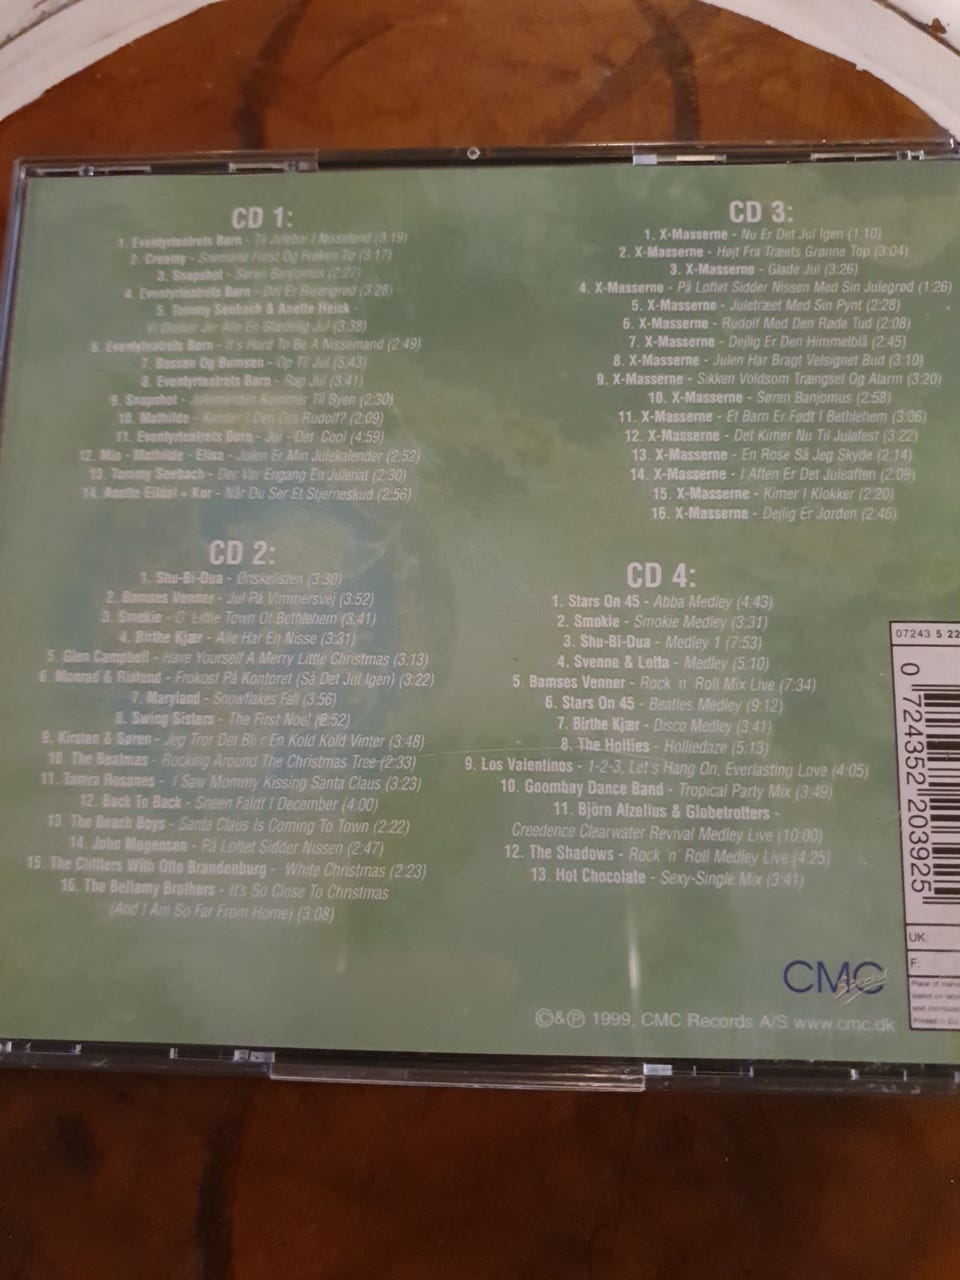 CD 1:
1. Eventyrteatrets Børn - Til Julebal I Nisseland (3:19)
2. Creamy - Snemand Frost Og Frøken Tø (3:17)
3. Snapshot - Søren Banjomus (2:27)
4. Eventyrteatrets Børn - Det Er Risengrød (3:28)
5. Tommy Seebach & Anette Heick -
Vi Ønsker Jer Alle En Glædelig Jul (3:38)
6. Eventyrteatrets Børn - It's Hard To Be A Nissemand (2:49)
7. Bossen Og Bumsen - Op Til Jul (5:43)
8. Eventyrteatrets Børn - Rap Jul (3:41)
9. Snapshot - Julemanden Kommer Til Byen (2:30)
10. Mathilde - Kender I Den Om Rudolf? (2:09)
11. Eventyrteatrets Børn - Jul - Det' Cool (4:59)
12. Mia - Mathilde - Elisa - Julen Er Min Julekalender (2:52)
13. Tommy Seebach - Der Var Engang En Julenat (2:30)
14. Anette Eildal + Kor - Når Du Ser Et Stjerneskud (2:56)
CD 2:
1. Shu-Bi-Dua - Ønskelisten (3:30)
2. Bamses Venner - Jul På Vimmersvej (3:52)
3. Smokie - O' Little Town Of Bethlehem (3:41)
4. Birthe Kjær - Alle Har En Nisse (3:31)
5. Glen Campbell - Have Yourself A Merry Little Christmas (3:13)
6. Monrad & Rislund - Frokost På Kontoret (Så Det Jul Igen) (3:22)
7. Maryland - Snowflakes Fall (3:56)
8. Swing Sisters - The First Noel (2:52)
9. Kirsten & Søren - Jeg Tror Det Bli'r En Kold Kold Vinter (3:48)
10. The Beatmas - Rocking Around The Christmas Tree (2:33)
11. Tamra Rosanes - I Saw Mommy Kissing Santa Claus (3:23)
12. Back To Back - Sneen Faldt I December (4:00)
13. The Beach Boys - Santa Claus Is Coming To Town (2:22)
14. John Mogensen - På Loftet Sidder Nissen (2:47)
15. The Cliffters With Otto Brandenburg - White Christmas (2:23)
16. The Bellamy Brothers - It's So Close To Christmas
(And I Am So Far From Home) (3:08)
CD 3:
1. X-Masserne - Nu Er Det Jul Igen (1:10)
2. X-Masserne - Højt Fra Træets Grønne Top (3:04)
3. X-Masserne - Glade Jul (3:26)
4. X-Masserne - På Loftet Sidder Nissen Med Sin Julegrød (1:26)
5. X-Masserne - Juletræet Med Sin Pynt (2:28)
6. X-Masserne - Rudolf Med Den Røde Tud (2:08)
7. X-Masserne - Dejlig Er Den Himmelblå (2:45)
8. X-Masserne - Julen Har Bragt Velsignet Bud (3:10)
9. X-Masserne - Sikken Voldsom Trængsel Og Alarm (3:20)
10. X-Masserne - Søren Banjomus (2:58)
11. X-Masserne - Et Barn Er Født I Bethlehem (3:06)
12. X-Masserne - Det Kimer Nu Til Julefest (3:22)
13. X-Masserne - En Rose Så Jeg Skyde (2:14)
14. X-Masserne - I Aften Er Det Juleaften (2:09)
15. X-Masserne - Kimer I Klokker (2:20)
16. X-Masserne - Dejlig Er Jorden (2:46)
CD 4:
1. Stars On 45 - Abba Medley (4:43)
2. Smokie - Smokie Medley (3:31)
3. Shu-Bi-Dua - Medley 1 (7:53)
4. Svenne & Lotta - Medley (5:10)
5. Bamses Venner - Rock 'n' Roll Mix Live (7:34)
6. Stars On 45 - Beatles Medley (9:12)
7. Birthe Kjær - Disco Medley (3:41)
8. The Hollies - Holliedaze (5.13)
9. Los Valentinos - 1-2-3, Let's Hang On, Everlasting Love (4:05)
10. Goombay Dance Band - Tropical Party Mix (3:49)
11. Björn Afzelius & Globetrotters -
Creedence Clearwater Revival Medley Live (10:00)
12. The Shadows - Rock 'n' Roll Medley Live (4:25)
13. Hot Chocolate - Sexy-Single Mix (3:41)
07243 5 22
0 724352 203925
UK:
F:
CMC
Special
©&℗ 1999, CMC Records A/S www.cmc.dk